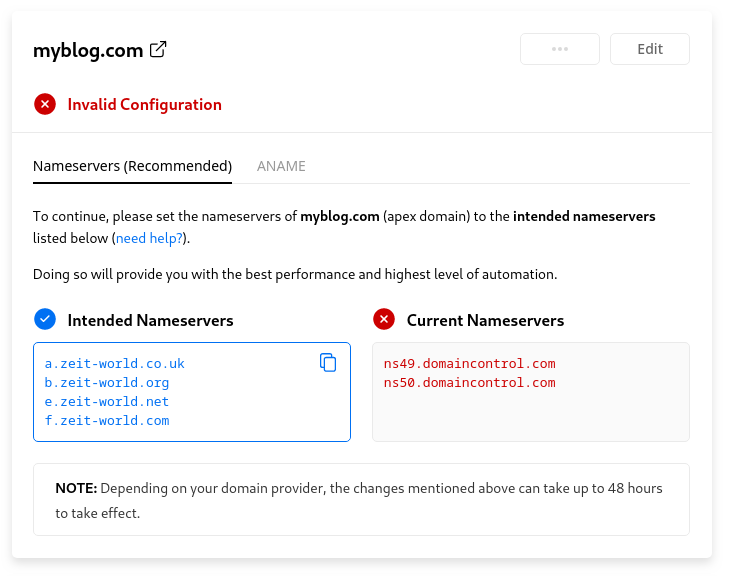 myblog.com
...
Edit
Invalid Configuration
Nameservers (Recommended)
ANAME
To continue, please set the nameservers of myblog.com (apex domain) to the intended nameservers
listed below (need help?).
Doing so will provide you with the best performance and highest level of automation.
Intended Nameservers
a.zeit-world.co.uk
b.zeit-world.org
e.zeit-world.net
f.zeit-world.com
Current Nameservers
ns49.domaincontrol.com
ns50.domaincontrol.com
NOTE: Depending on your domain provider, the changes mentioned above can take up to 48 hours
to take effect.